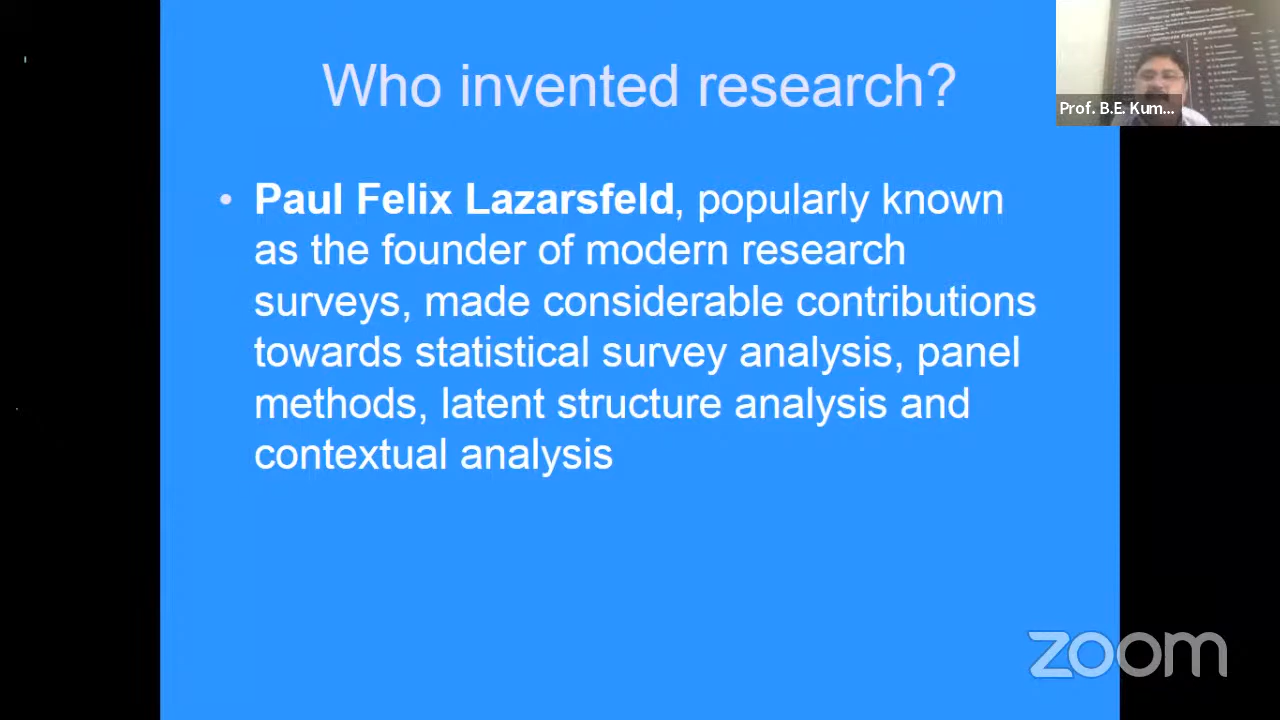 Who invented research?
• Paul Felix Lazarsfeld, popularly known
as the founder of modern research
surveys, made considerable contributions
towards statistical survey analysis, panel
methods, latent structure analysis and
contextual analysis
Prof. B.E. Kum...
zoom